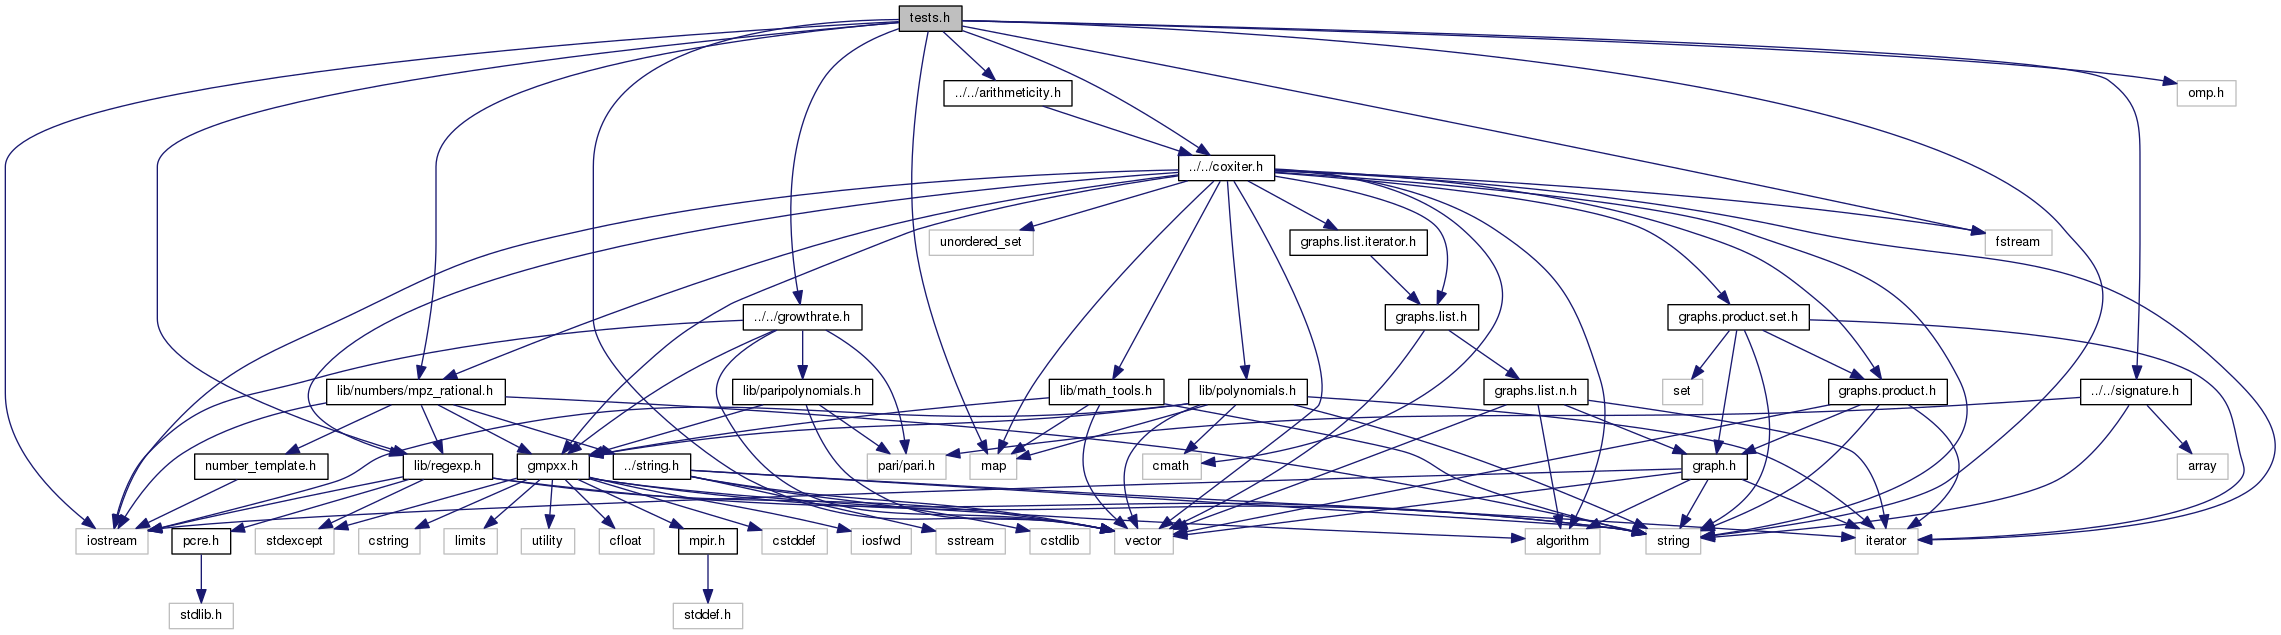 tests.h
../../arithmeticity.h
omp.h
../../coxiter.h
unordered_set
graphs.list.iterator.h
fstream
../../growthrate.h
graphs.list.h
graphs.product.set.h
lib/numbers/mpz_rational.h
lib/paripolynomials.h
lib/math_tools.h
lib/polynomials.h
graphs.list.n.h
set
graphs.product.h
../../signature.h
number_template.h
lib/regexp.h
gmpxx.h
../string.h
pari/pari.h
map
cmath
graph.h
array
iostream
pcre.h
stdexcept
cstring
limits
utility
cfloat
mpir.h
cstddef
iosfwd
sstream
cstdlib
vector
algorithm
string
iterator
stdlib.h
stddef.h